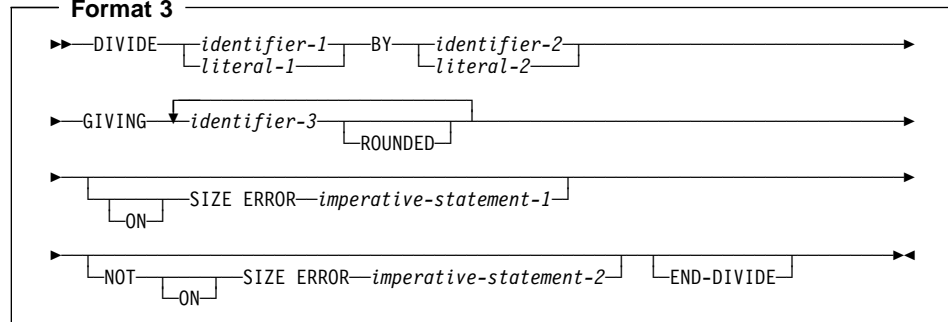 Format 3
DIVIDE identifier-1 BY identifier-2
literal-1 literal-2
GIVING identifier-3
ROUNDED
SIZE ERROR imperative-statement-1
ON
NOT SIZE ERROR imperative-statement-2 END-DIVIDE
ON